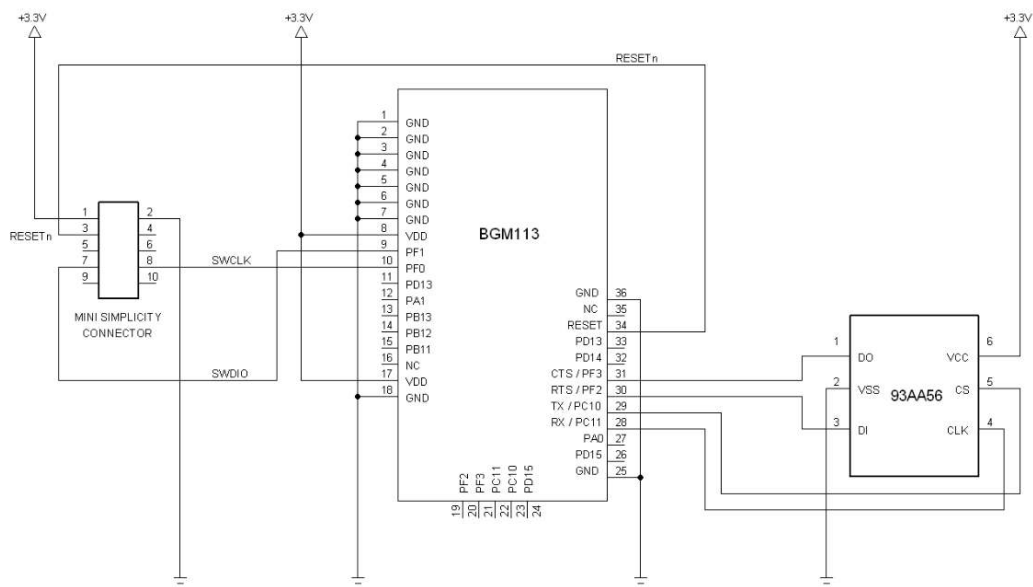 +3.3V
+3.3V
+3.3V
RESETn
1 GND
2 GND
3 GND
4 GND
5 GND
6 GND
7 GND
8 VDD
9 PF1
10 PF0
11 PD13
12 PA1
13 PB13
14 PB12
15 PB11
16 NC
17 VDD
18 GND
BGM113
1 2
3 4
5 6
7 8
9 10
RESETn
MINI SIMPLICITY
CONNECTOR
SWCLK
SWDIO
GND 36
NC 35
RESET 34
PD13 33
PD14 32
CTS / PF3 31
RTS / PF2 30
TX / PC10 29
RX / PC11 28
PA0 27
PD15 26
GND 25
PF2
PF3
PC11
PC10
PD15
19
20
21
22
23
24
1 DO
2 VSS
3 DI
93AA56
VCC 6
CS 5
CLK 4